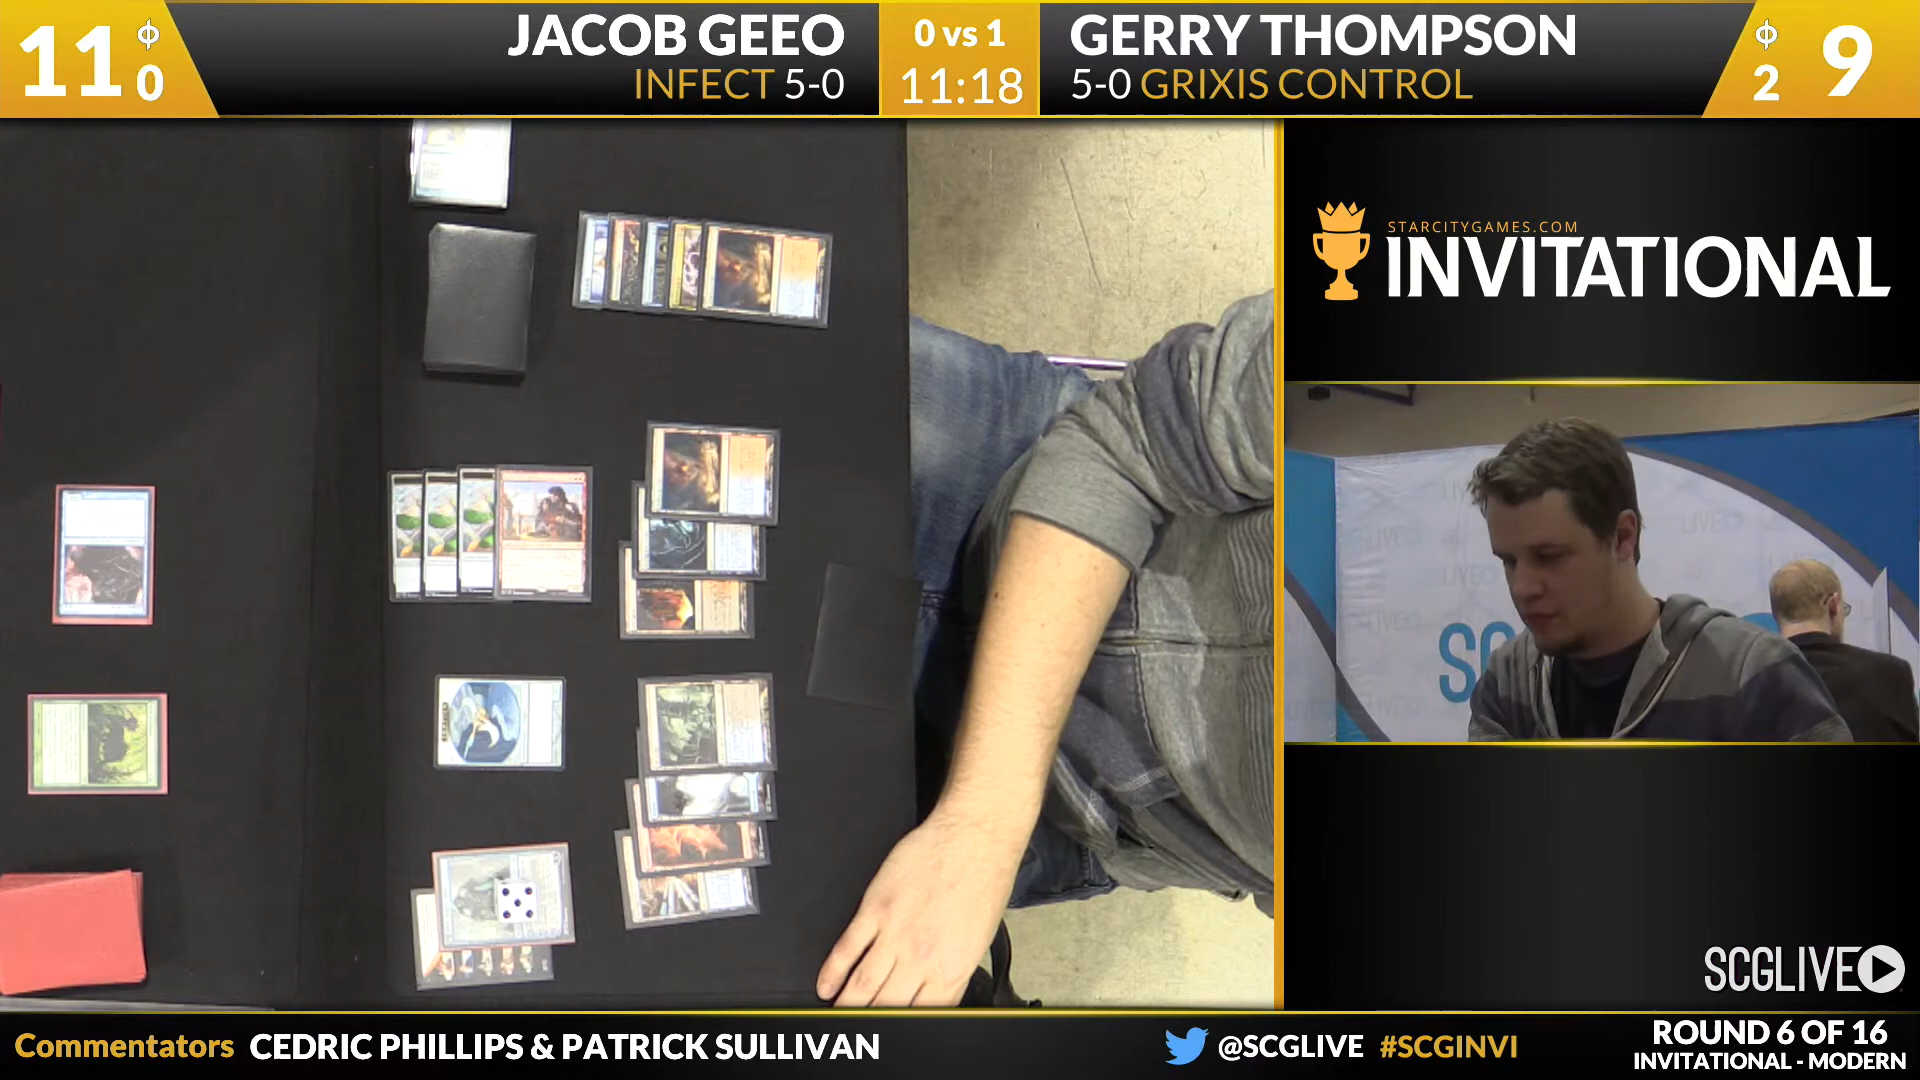 11
ɸ
0
JACOB GEEO
INFECT 5-0
0 vs 1
11:18
GERRY THOMPSON
5-0 GRIXIS CONTROL
ɸ
2
9
STARCITYGAMES.COM
INVITATIONAL
SCGLIVE
Commentators CEDRIC PHILLIPS & PATRICK SULLIVAN
@SCGLIVE #SCGINVI
ROUND 6 OF 16
INVITATIONAL - MODERN